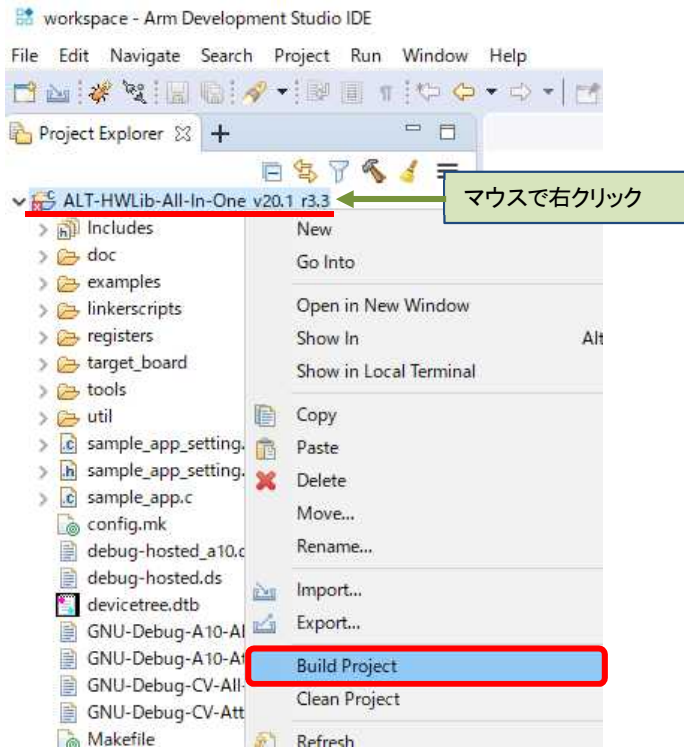 workspace - Arm Development Studio IDE
File Edit Navigate Search Project Run Window Help
Project Explorer
ALT-HWLib-All-In-One v20.1 r3.3
マウスで右クリック
Includes
doc
examples
linkerscripts
registers
target_board
tools
util
sample_app_setting.
sample_app_setting.
sample_app.c
config.mk
debug-hosted_a10.d
debug-hosted.ds
devicetree.dtb
GNU-Debug-A10-Al
GNU-Debug-A10-At
GNU-Debug-CV-All-
GNU-Debug-CV-Att
Makefile
New
Go Into
Open in New Window
Show In Alt
Show in Local Terminal
Copy
Paste
Delete
Move...
Rename...
Import...
Export...
Build Project
Clean Project
Refresh